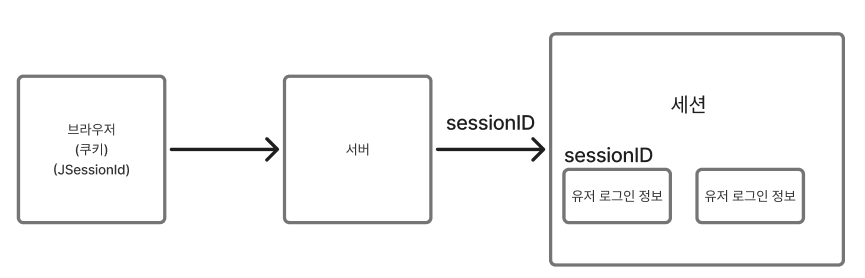 브라우저
(쿠키)
(JSessionId)
서버
sessionID
세션
sessionID
유저 로그인 정보
유저 로그인 정보